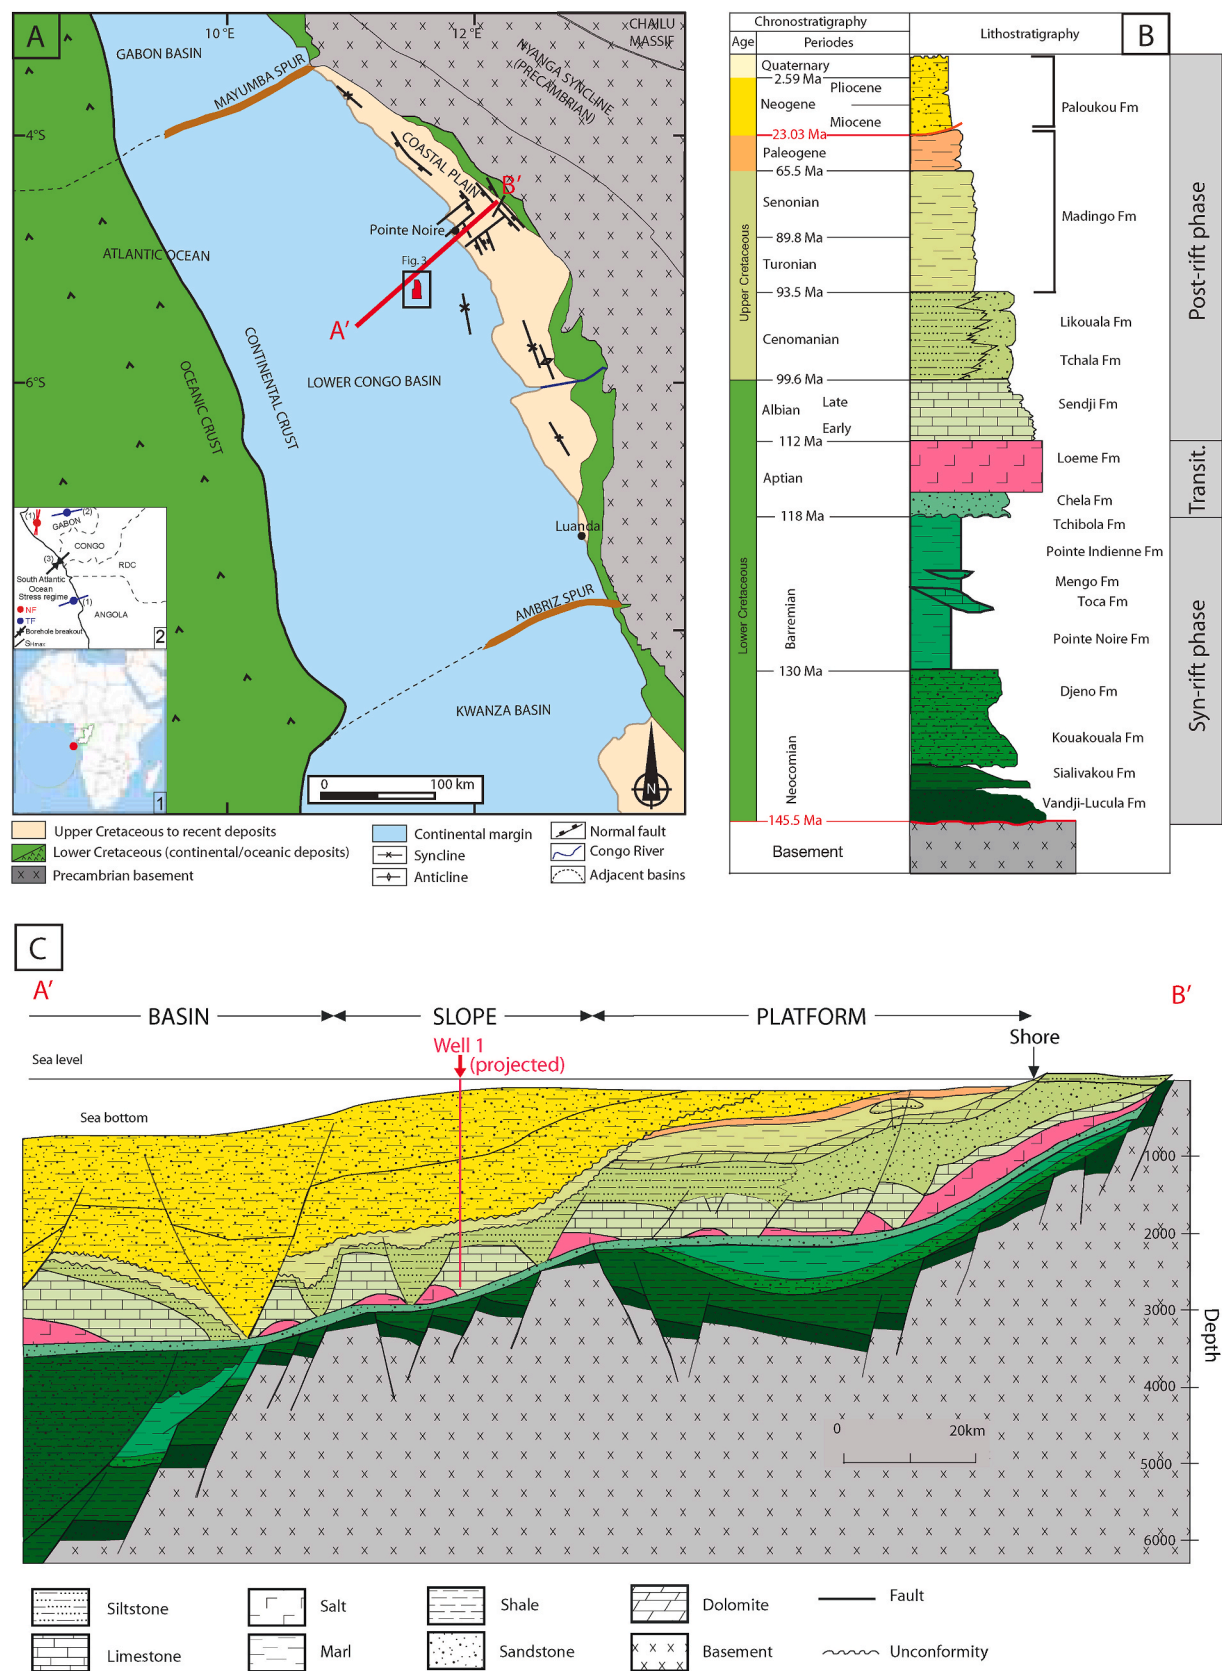 A
10 °E
12 °E
CHAILU
MASSIF
GABON BASIN
MAYUMBA SPUR
NYANGA SYNCLINE
(PRECAMBRIAN)
4°S
COASTAL PLAIN
B'
Pointe Noire
ATLANTIC OCEAN
Fig. 3
A'
OCEANIC CRUST
CONTINENTAL CRUST
LOWER CONGO BASIN
6°S
Luanda
AMBRIZ SPUR
KWANZA BASIN
(1)
(2)
GABON
CONGO
(3)
RDC
South Atlantic
Ocean
Stress regime
(1)
NF
ANGOLA
TF
Borehole breakout
SHmax
2
1
0
100 km
N
Upper Cretaceous to recent deposits
Lower Cretaceous (continental/oceanic deposits)
Precambrian basement
Continental margin
Syncline
Anticline
Normal fault
Congo River
Adjacent basins
B
Chronostratigraphy
Lithostratigraphy
Age
Periodes
Quaternary
2.59 Ma
Pliocene
Neogene
Paloukou Fm
Miocene
23.03 Ma
Paleogene
65.5 Ma
Senonian
Madingo Fm
89.8 Ma
Turonian
93.5 Ma
Likouala Fm
Cenomanian
Tchala Fm
99.6 Ma
Late
Sendji Fm
Albian
Early
112 Ma
Loeme Fm
Aptian
Chela Fm
118 Ma
Tchibola Fm
Pointe Indienne Fm
Mengo Fm
Toca Fm
Barremian
Pointe Noire Fm
130 Ma
Djeno Fm
Kouakouala Fm
Neocomian
Sialivakou Fm
Vandji-Lucula Fm
145.5 Ma
Basement
Upper Cretaceous
Lower Cretaceous
Post-rift phase
Transit.
Syn-rift phase
C
A'
B'
BASIN
SLOPE
PLATFORM
Shore
Well 1
(projected)
Sea level
Sea bottom
1000
2000
3000
4000
5000
6000
Depth
0
20km
Siltstone
Salt
Shale
Dolomite
Fault
Limestone
Marl
Sandstone
Basement
Unconformity